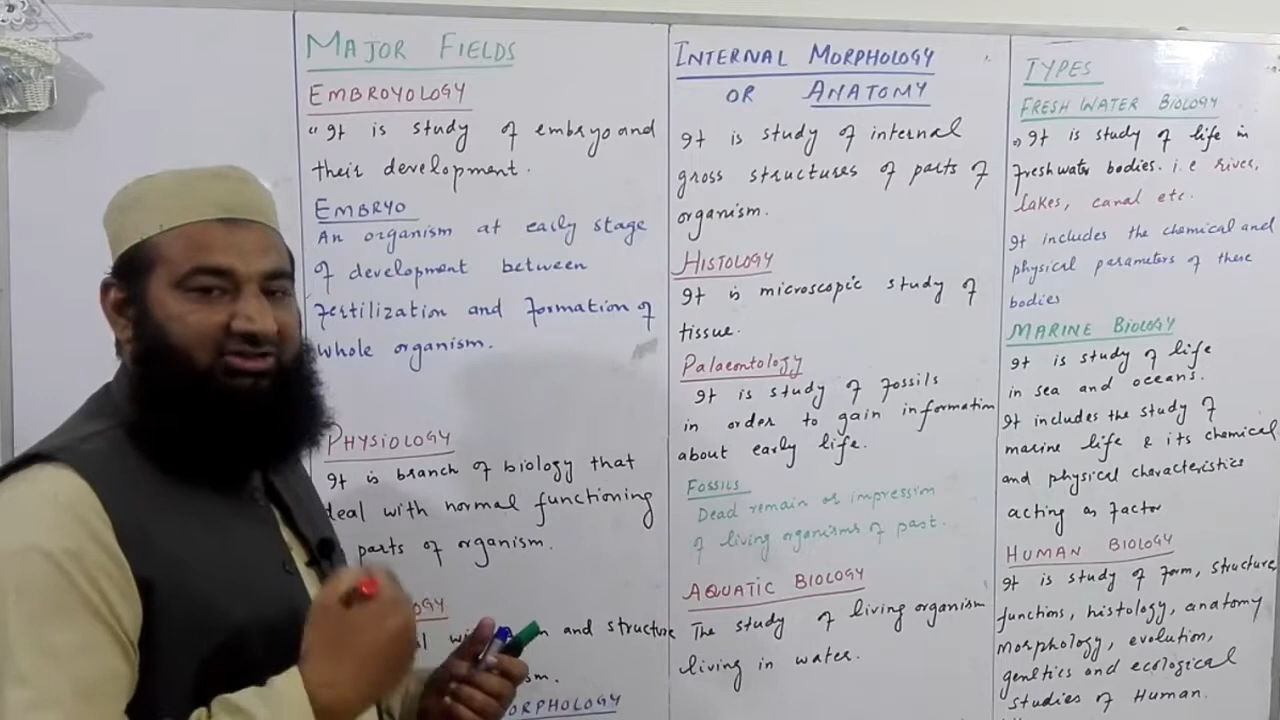 MAJOR FIELDS
EMBROYOLOGY
"It is study of embryo and
their development.
EMBRYO
An organism at early stage
of development between
fertilization and formation of
whole organism.
PHYSIOLOGY
It is branch of biology that
deal with normal functioning
parts of organism.
and structure
INTERNAL MORPHOLOGY
OR ANATOMY
It is study of internal
gross structures of parts of
organism.
HISTOLOGY
It is microscopic study of
tissue.
Palaeontology
It is study of fossils
in order to gain information
about early life.
FOSSILS
Dead remain or impression
of living organisms of past.
AQUATIC BIOLOGY
The study of living organism
living in water.
TYPES
FRESH WATER BIOLOGY
It is study of life in
freshwater bodies. i.e rives,
lakes, canal etc.
It includes the chemical and
physical parameters of these
bodies
MARINE BIOLOGY
It is study of life
in sea and oceans.
It includes the study of
marine life & its chemical
and physical characteristics
acting as factor
HUMAN BIOLOGY
It is study of form, structure,
functions, histology, anatomy
morphology, evolution,
genetics and ecological
studies of Human.